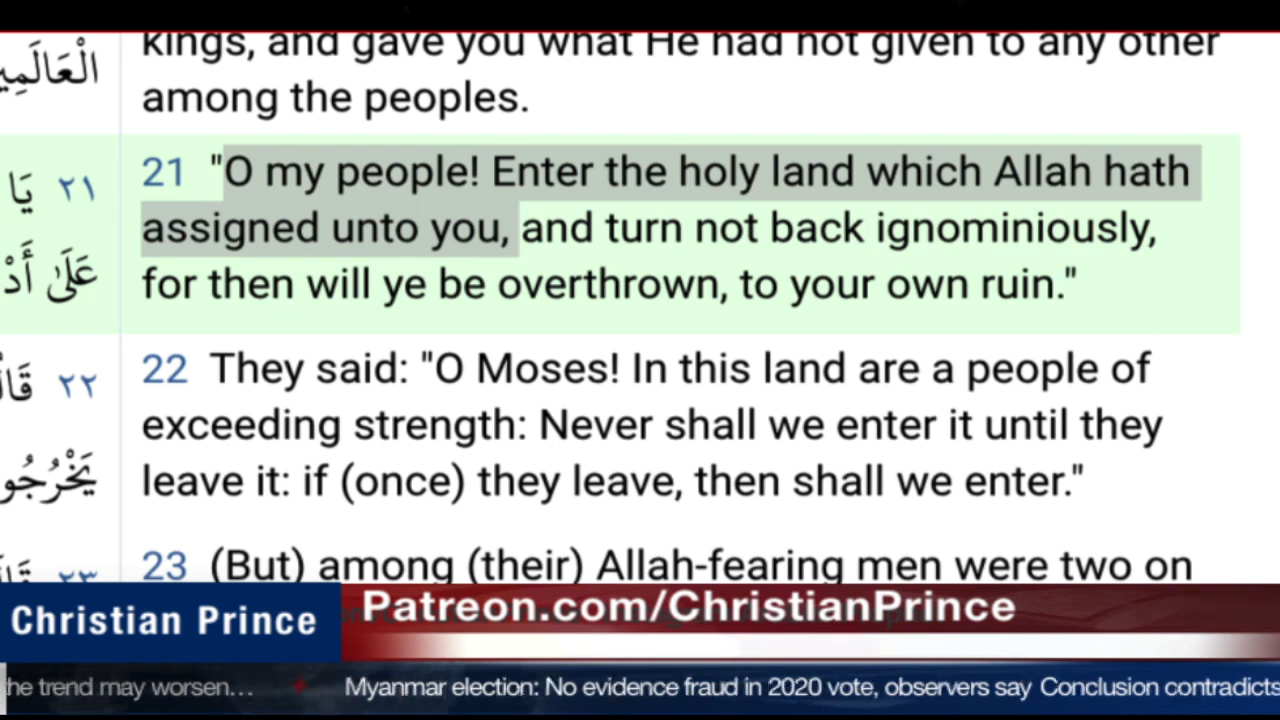 kings, and gave you what He had not given to any other
الْعَالَمِي
among the peoples.
21 "O my people! Enter the holy land which Allah hath
٢١ يَا
assigned unto you, and turn not back ignominiously,
عَلَىٰ أَدْ
for then will ye be overthrown, to your own ruin."
22 They said: "O Moses! In this land are a people of
٢٢ قَا
exceeding strength: Never shall we enter it until they
يَخْرُجُو
leave it: if (once) they leave, then shall we enter."
23 (But) among (their) Allah-fearing men were two on
Christian Prince
Patreon.com/ChristianPrince
he trend may worsen...
Myanmar election: No evidence fraud in 2020 vote, observers say Conclusion contradicts